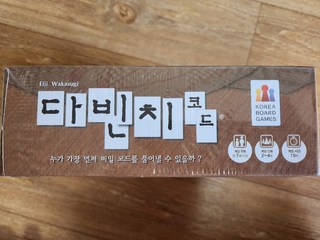 Eiji Wakasugi
다빈치 코드
KOREA
BOARD
GAMES
누가 가장 먼저 비밀 코드를 풀어낼 수 있을까?